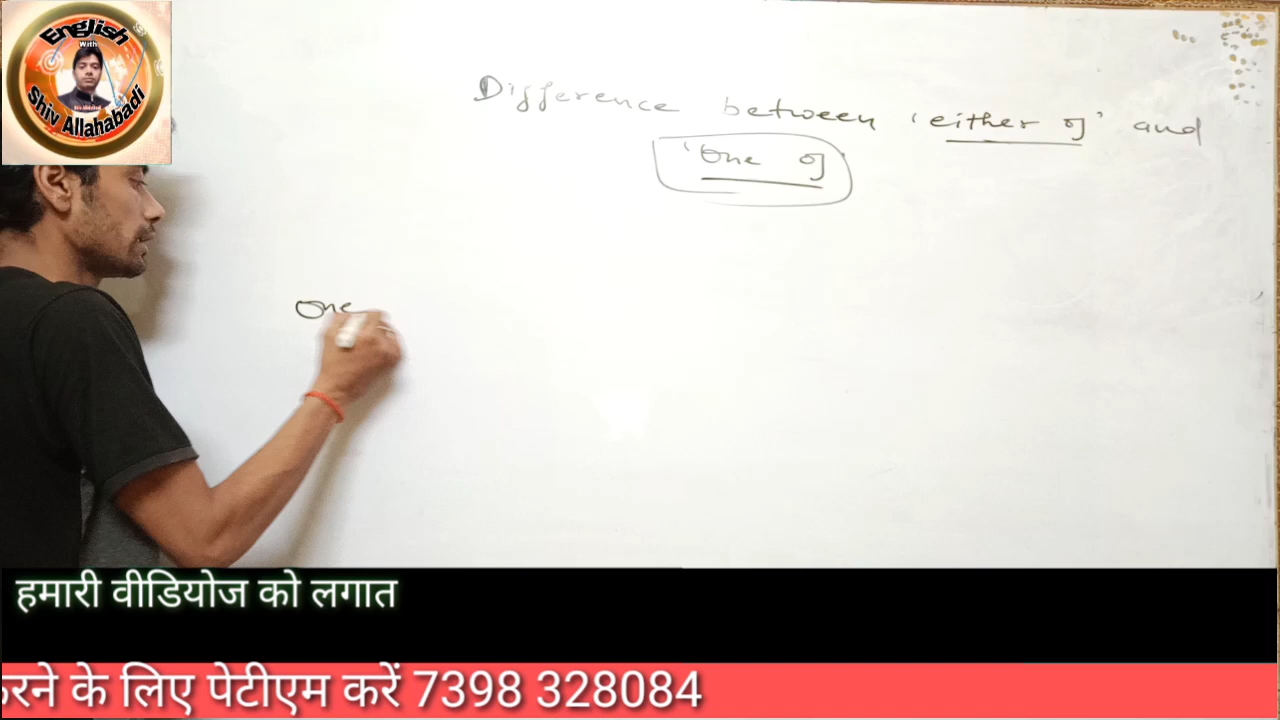 English
With
Shiv Allahabadi
Difference between 'either of' and
'One of'
One
हमारी वीडियोज को लगात
करने के लिए पेटीएम करें 7398 328084